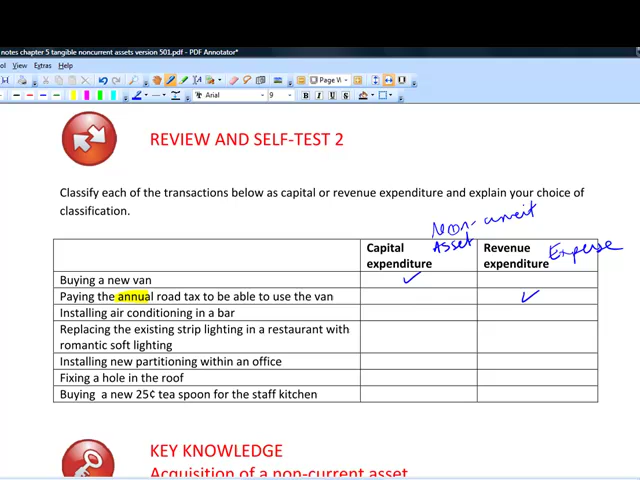 notes chapter 5 tangible noncurrent assets version 501.pdf - PDF Annotator*
ol View Extras Help
Page W
Arial 9 B I U S
REVIEW AND SELF-TEST 2
Classify each of the transactions below as capital or revenue expenditure and explain your choice of
classification.
Non-current
Asset
Expense
Capital
expenditure
Revenue
expenditure
Buying a new van
Paying the annual road tax to be able to use the van
Installing air conditioning in a bar
Replacing the existing strip lighting in a restaurant with
romantic soft lighting
Installing new partitioning within an office
Fixing a hole in the roof
Buying a new 25¢ tea spoon for the staff kitchen
KEY KNOWLEDGE
Acquisition of a non-current asset